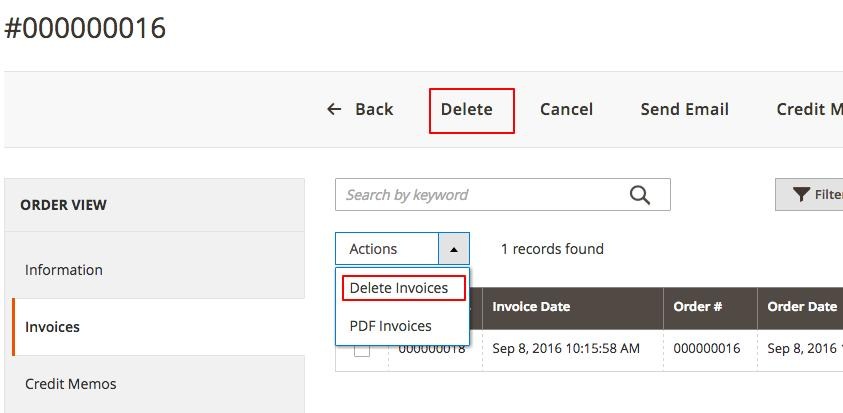 #000000016
← Back Delete Cancel Send Email Credit M
ORDER VIEW
Search by keyword
Filte
Actions 1 records found
Information
Delete Invoices
Invoice Date Order # Order Date
Invoices
PDF Invoices
000000018 Sep 8, 2016 10:15:58 AM 000000016 Sep 8, 201
Credit Memos